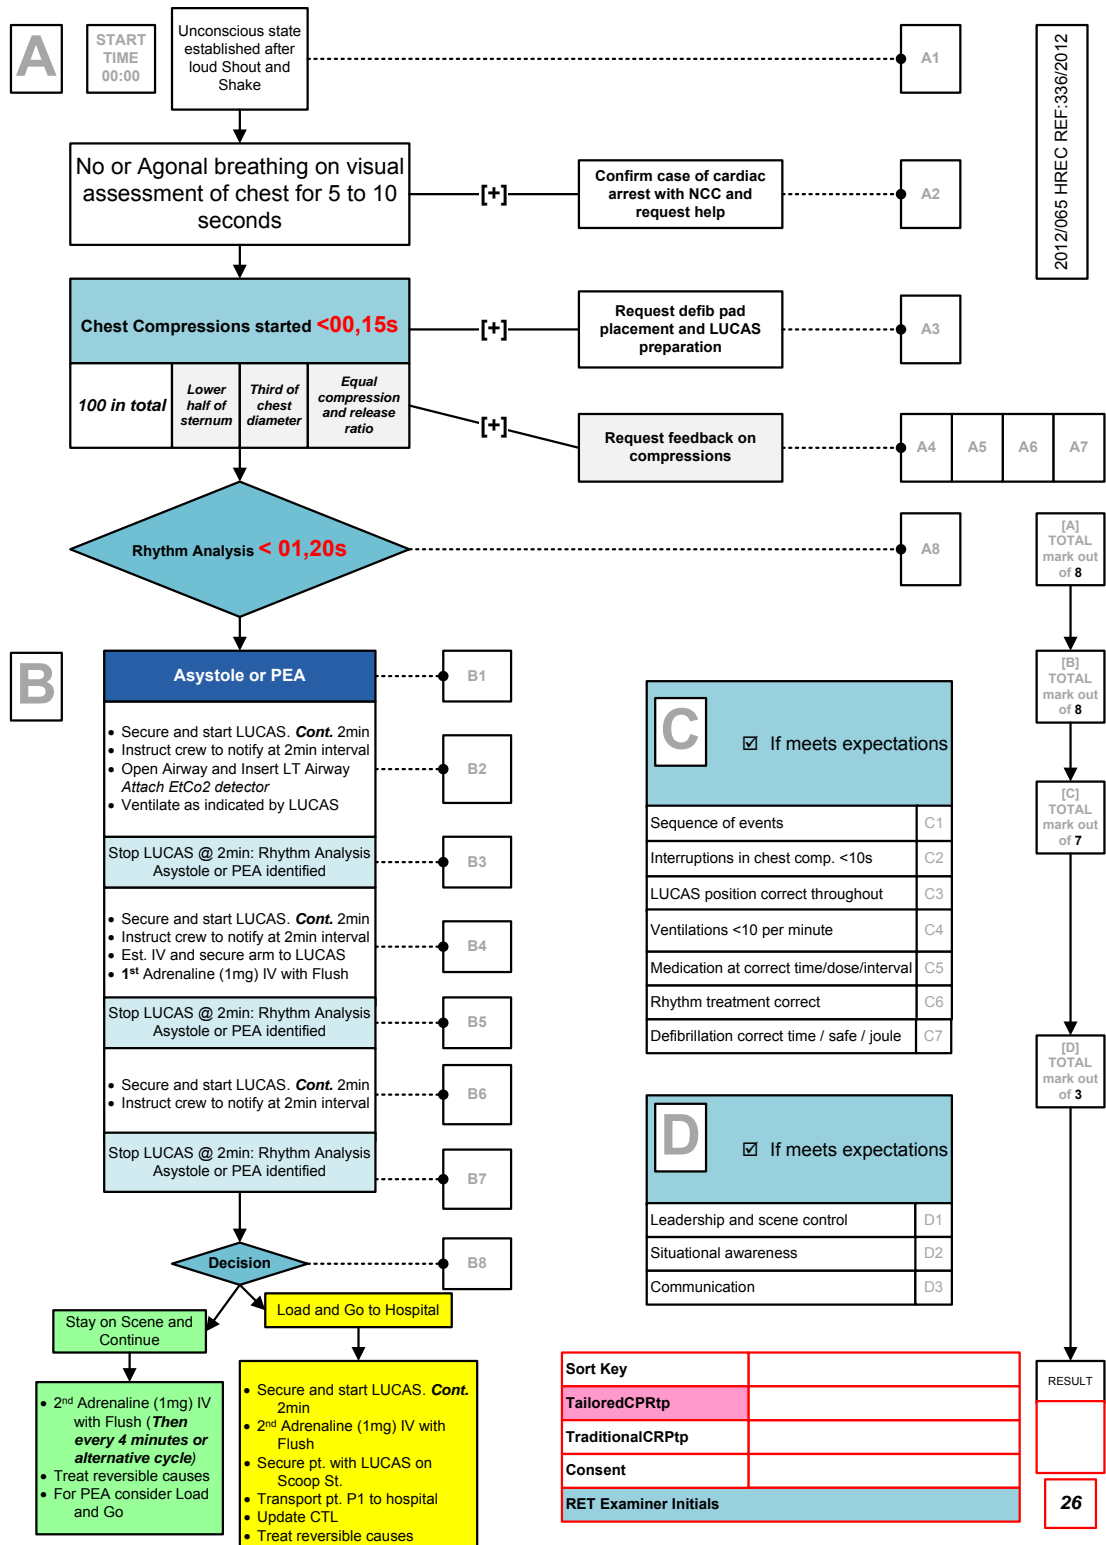 A
START
TIME
00:00
Unconscious state
established after
loud Shout and
Shake
A1
2012/065 HREC REF:336/2012
No or Agonal breathing on visual
assessment of chest for 5 to 10
seconds
[+]
Confirm case of cardiac
arrest with NCC and
request help
A2
Chest Compressions started <00,15s
[+]
Request defib pad
placement and LUCAS
preparation
A3
100 in total
Lower
half of
sternum
Third of
chest
diameter
Equal
compression
and release
ratio
[+]
Request feedback on
compressions
A4
A5
A6
A7
Rhythm Analysis < 01,20s
A8
[A]
TOTAL
mark out
of 8
B
Asystole or PEA
B1
• Secure and start LUCAS. Cont. 2min
• Instruct crew to notify at 2min interval
• Open Airway and Insert LT Airway
Attach EtCo2 detector
• Ventilate as indicated by LUCAS
B2
Stop LUCAS @ 2min: Rhythm Analysis
Asystole or PEA identified
B3
• Secure and start LUCAS. Cont. 2min
• Instruct crew to notify at 2min interval
• Est. IV and secure arm to LUCAS
• 1st Adrenaline (1mg) IV with Flush
B4
Stop LUCAS @ 2min: Rhythm Analysis
Asystole or PEA identified
B5
• Secure and start LUCAS. Cont. 2min
• Instruct crew to notify at 2min interval
B6
Stop LUCAS @ 2min: Rhythm Analysis
Asystole or PEA identified
B7
Decision
B8
Stay on Scene and
Continue
Load and Go to Hospital
• 2nd Adrenaline (1mg) IV
with Flush (Then
every 4 minutes or
alternative cycle)
• Treat reversible causes
• For PEA consider Load
and Go
• Secure and start LUCAS. Cont.
2min
• 2nd Adrenaline (1mg) IV with
Flush
• Secure pt. with LUCAS on
Scoop St.
• Transport pt. P1 to hospital
• Update CTL
• Treat reversible causes
C
☑ If meets expectations
Sequence of events C1
Interruptions in chest comp. <10s C2
LUCAS position correct throughout C3
Ventilations <10 per minute C4
Medication at correct time/dose/interval C5
Rhythm treatment correct C6
Defibrillation correct time / safe / joule C7
D
☑ If meets expectations
Leadership and scene control D1
Situational awareness D2
Communication D3
[B]
TOTAL
mark out
of 8
[C]
TOTAL
mark out
of 7
[D]
TOTAL
mark out
of 3
Sort Key
TailoredCPRtp
TraditionalCRPtp
Consent
RET Examiner Initials
RESULT
26